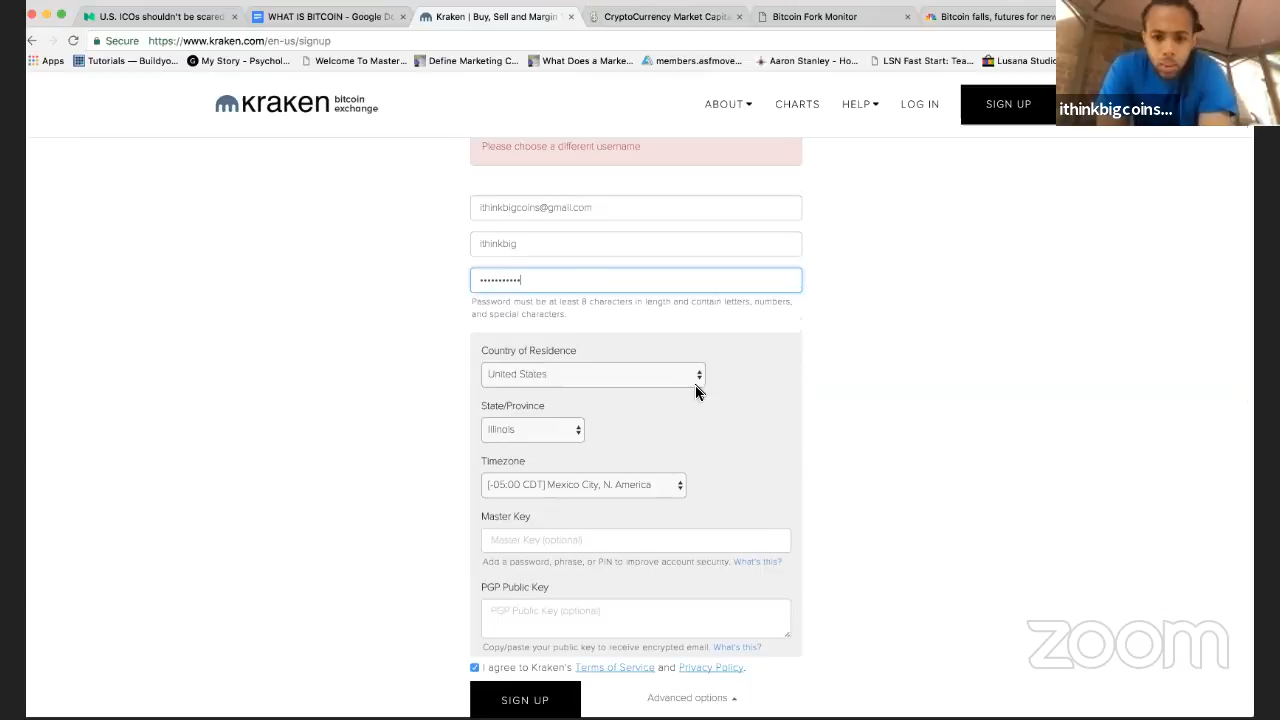 U.S. ICOs shouldn't be scared
WHAT IS BITCOIN - Google Do
Kraken | Buy, Sell and Margin
CryptoCurrency Market Capita
Bitcoin Fork Monitor
Bitcoin falls, futures for new
Secure https://www.kraken.com/en-us/signup
Apps
Tutorials — Buildyo...
My Story - Psychol...
Welcome To Master...
Define Marketing C...
What Does a Marke...
members.asfmove...
Aaron Stanley - Ho...
LSN Fast Start: Tea...
Lusana Studio
ithinkbigcoins...
kraken bitcoin exchange
ABOUT
CHARTS
HELP
LOG IN
SIGN UP
Please choose a different username
ithinkbigcoins@gmail.com
ithinkbig
•••••••••••
Password must be at least 8 characters in length and contain letters, numbers,
and special characters.
Country of Residence
United States
State/Province
Illinois
Timezone
[-05:00 CDT] Mexico City, N. America
Master Key
Master Key (optional)
Add a password, phrase, or PIN to improve account security. What's this?
PGP Public Key
PGP Public Key (optional)
Copy/paste your public key to receive encrypted email. What's this?
I agree to Kraken's Terms of Service and Privacy Policy.
SIGN UP
Advanced options
zoom